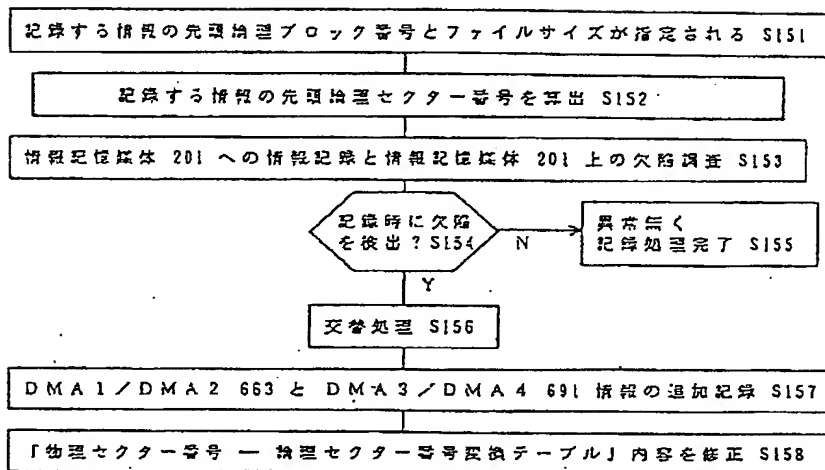 記録する情報の先頭論理ブロック番号とファイルサイズが指定される S151
記録する情報の先頭論理セクター番号を算出 S152
情報記憶媒体 201 への情報記録と情報記憶媒体 201 上の欠陥調査 S153
記録時に欠陥
を検出？S154
N
異常無く
記録処理完了 S155
Y
交替処理 S156
DMA1／DMA2 663 と DMA3／DMA4 691 情報の追加記録 S157
「物理セクター番号 ー 論理セクター番号変換テーブル」内容を修正 S158